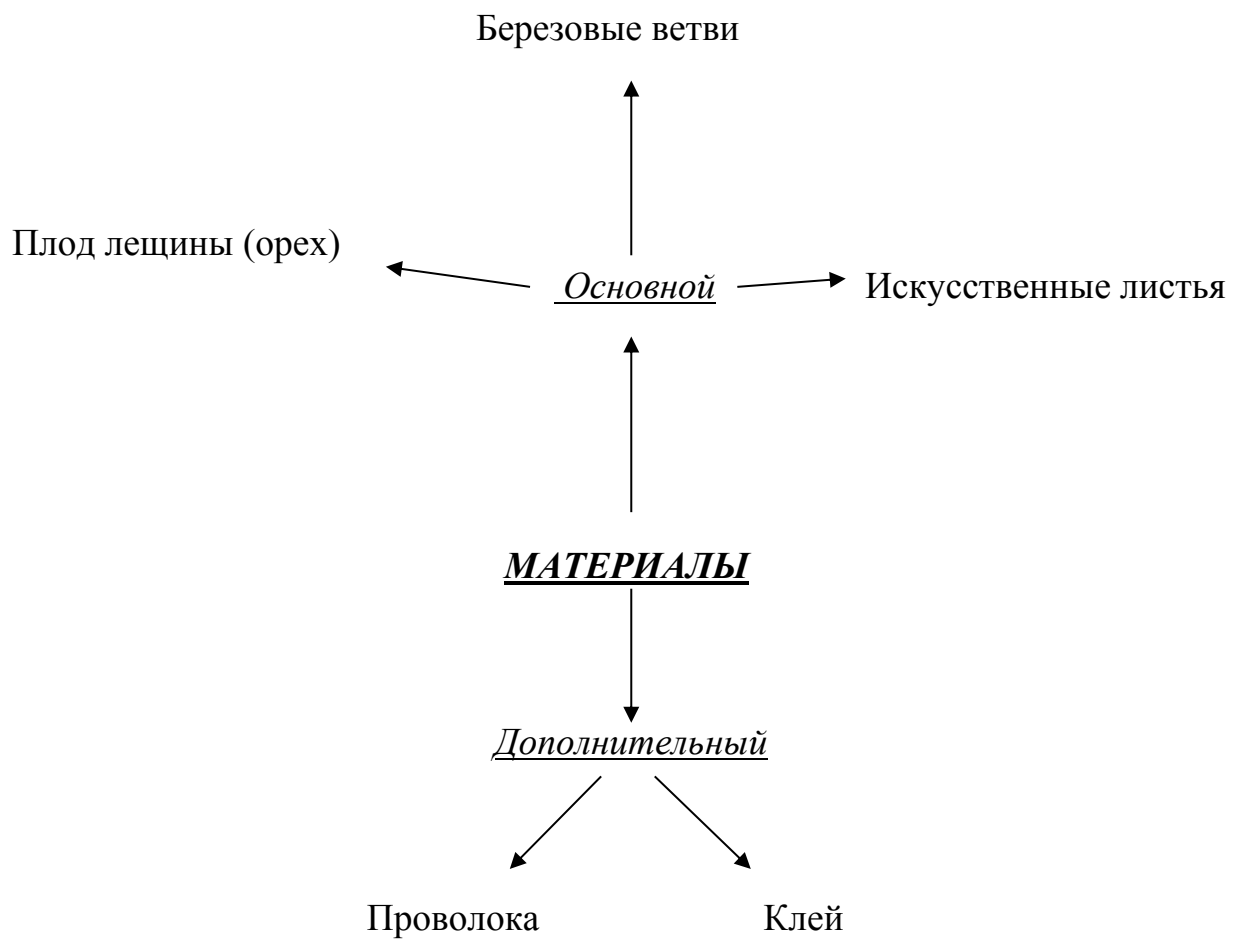 Березовые ветви
Плод лещины (орех)
Основной
Искусственные листья
МАТЕРИАЛЫ
Дополнительный
Проволока
Клей